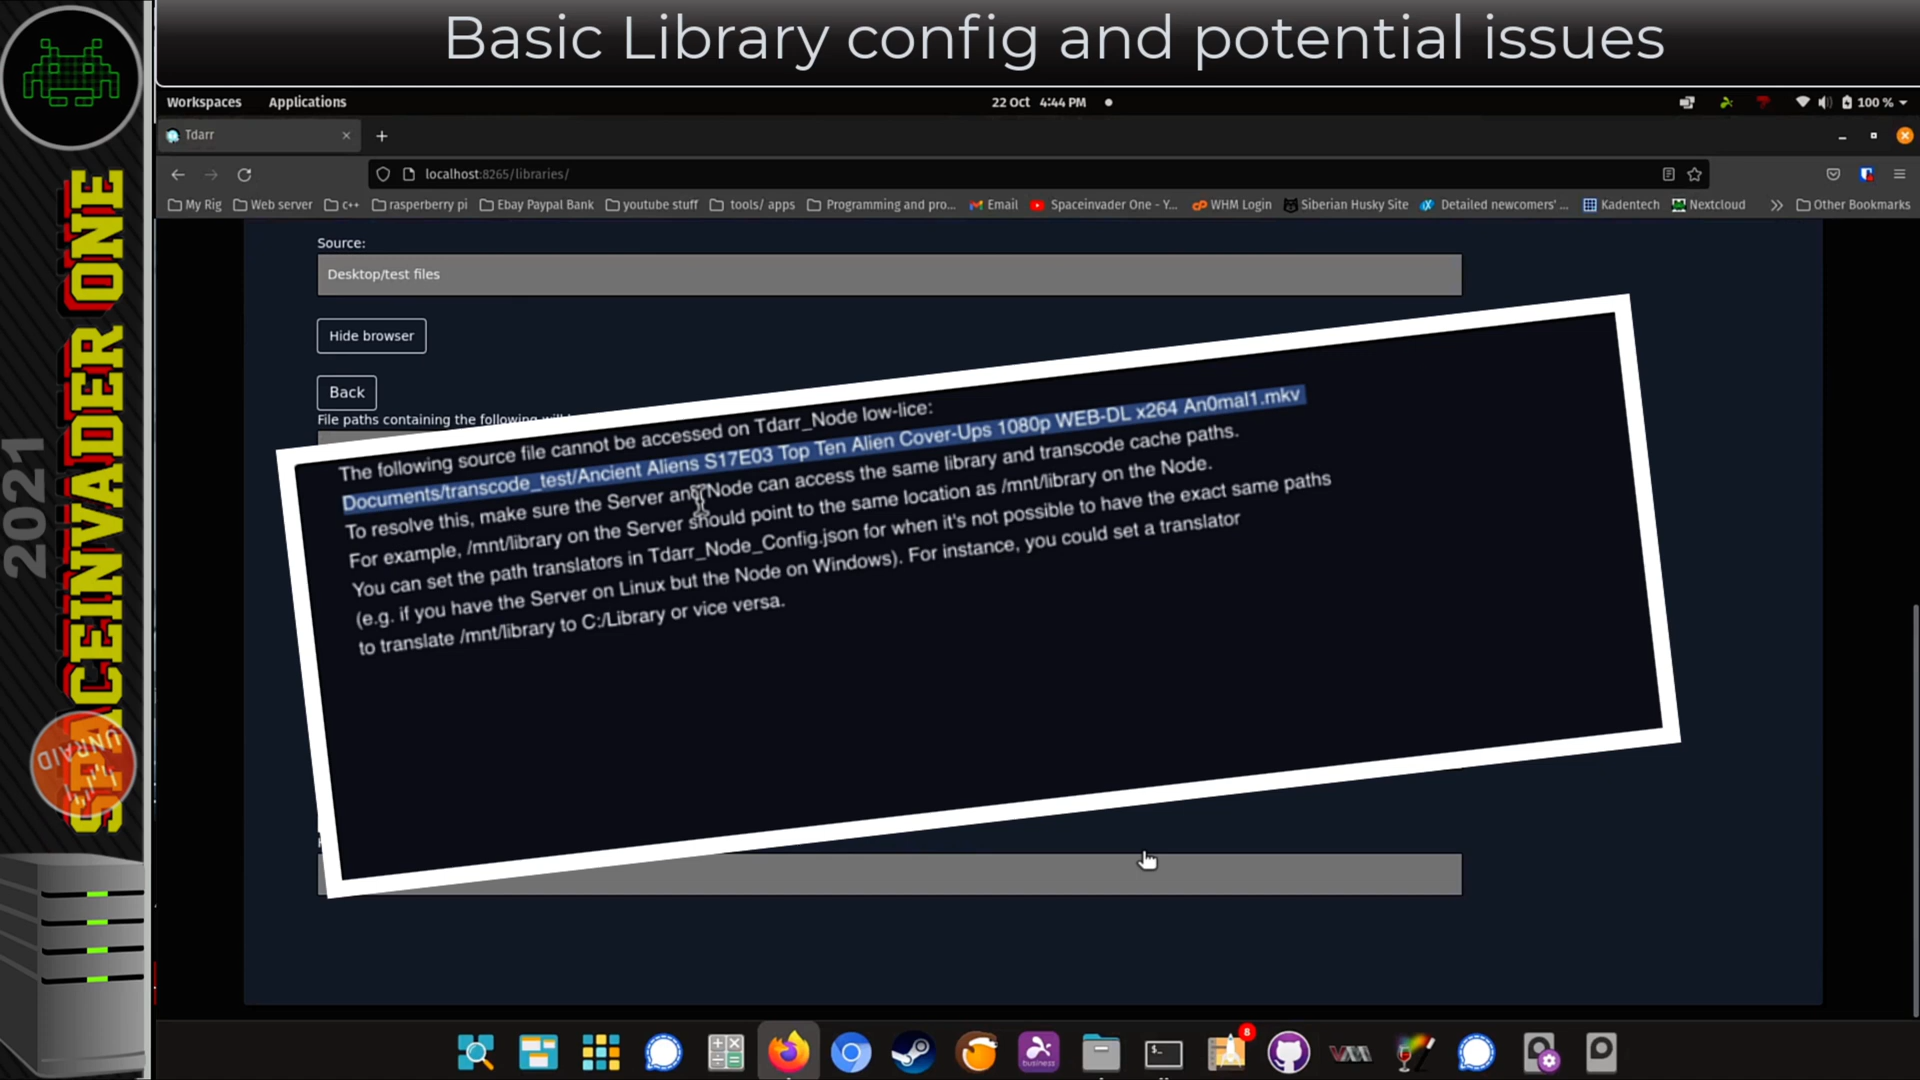 Basic Library config and potential issues
Workspaces Applications 22 Oct 4:44 PM 100 %
Tdarr
localhost:8265/libraries/
My Rig Web server c++ rasperberry pi Ebay Paypal Bank youtube stuff tools/ apps Programming and pro... Email Spaceinvader One - Y... WHM Login Siberian Husky Site Detailed newcomers' ... Kadentech Nextcloud Other Bookmarks
Source:
Desktop/test files
Hide browser
Back
File paths containing the following
The following source file cannot be accessed on Tdarr_Node low-lice:
Documents/transcode_test/Ancient Aliens S17E03 Top Ten Alien Cover-Ups 1080p WEB-DL x264 An0mal1.mkv
To resolve this, make sure the Server and Node can access the same library and transcode cache paths.
For example, /mnt/library on the Server should point to the same location as /mnt/library on the Node.
You can set the path translators in Tdarr_Node_Config.json for when it's not possible to have the exact same paths
(e.g. if you have the Server on Linux but the Node on Windows). For instance, you could set a translator
to translate /mnt/library to C:/Library or vice versa.
2021
SPACEINVADER ONE
UNRAID
8
business